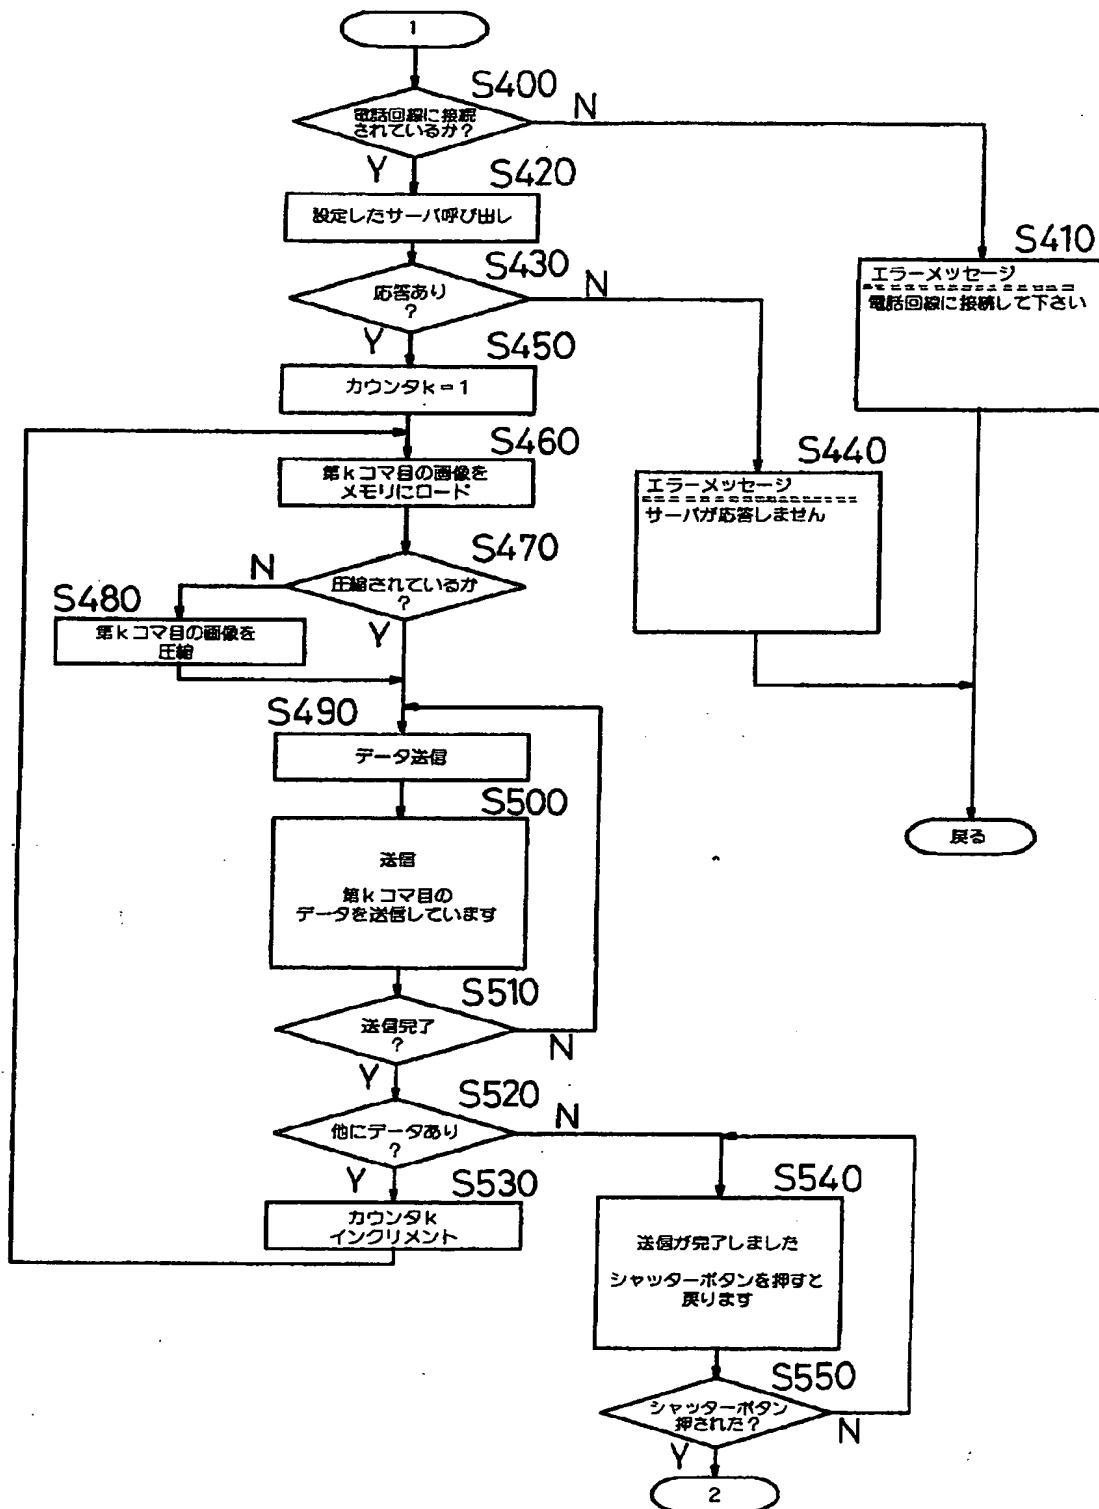 1
S400
電話回線に接続
されているか?
N
Y
S420
設定したサーバ呼び出し
S410
エラーメッセージ
電話回線に接続して下さい
S430
応答あり
?
N
Y
S450
カウンタk=1
S460
第kコマ目の画像を
メモリにロード
S440
エラーメッセージ
サーバが応答しません
S470
圧縮されているか
?
N
Y
S480
第kコマ目の画像を
圧縮
S490
データ送信
S500
送信
第kコマ目の
データを送信しています
戻る
S510
送信完了
?
N
Y
S520
他にデータあり
?
N
Y
S530
カウンタk
インクリメント
S540
送信が完了しました
シャッターボタンを押すと
戻ります
S550
シャッターボタン
押された?
N
Y
2